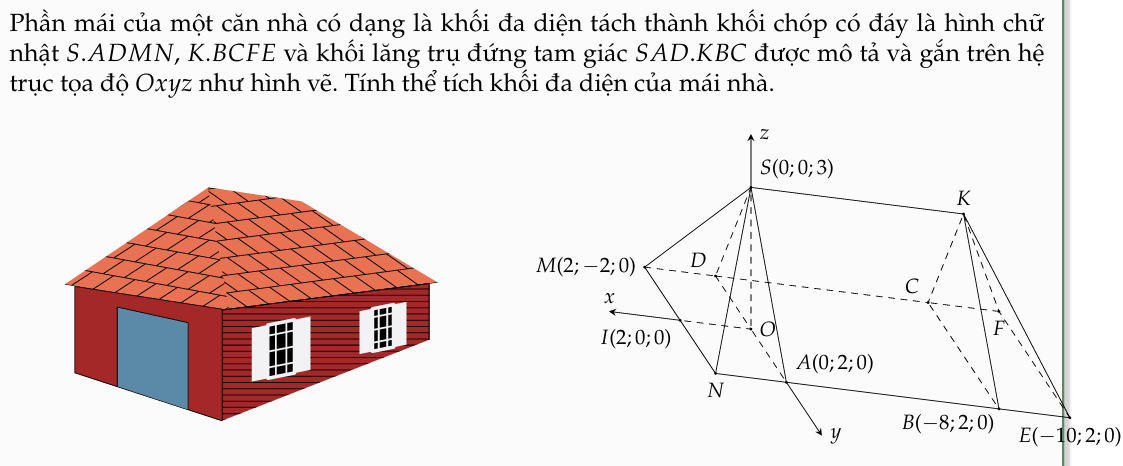 Phần mái của một căn nhà có dạng là khối đa diện tách thành khối chóp có đáy là hình chữ
nhật S.ADMN, K.BCFE và khối lăng trụ đứng tam giác SAD.KBC được mô tả và gắn trên hệ
trục tọa độ Oxyz như hình vẽ. Tính thể tích khối đa diện của mái nhà.
z
S(0; 0; 3)
K
M(2; −2; 0)
D
C
x
O
F
I(2; 0; 0)
A(0; 2; 0)
N
B(−8; 2; 0)
y
E(−10; 2; 0)